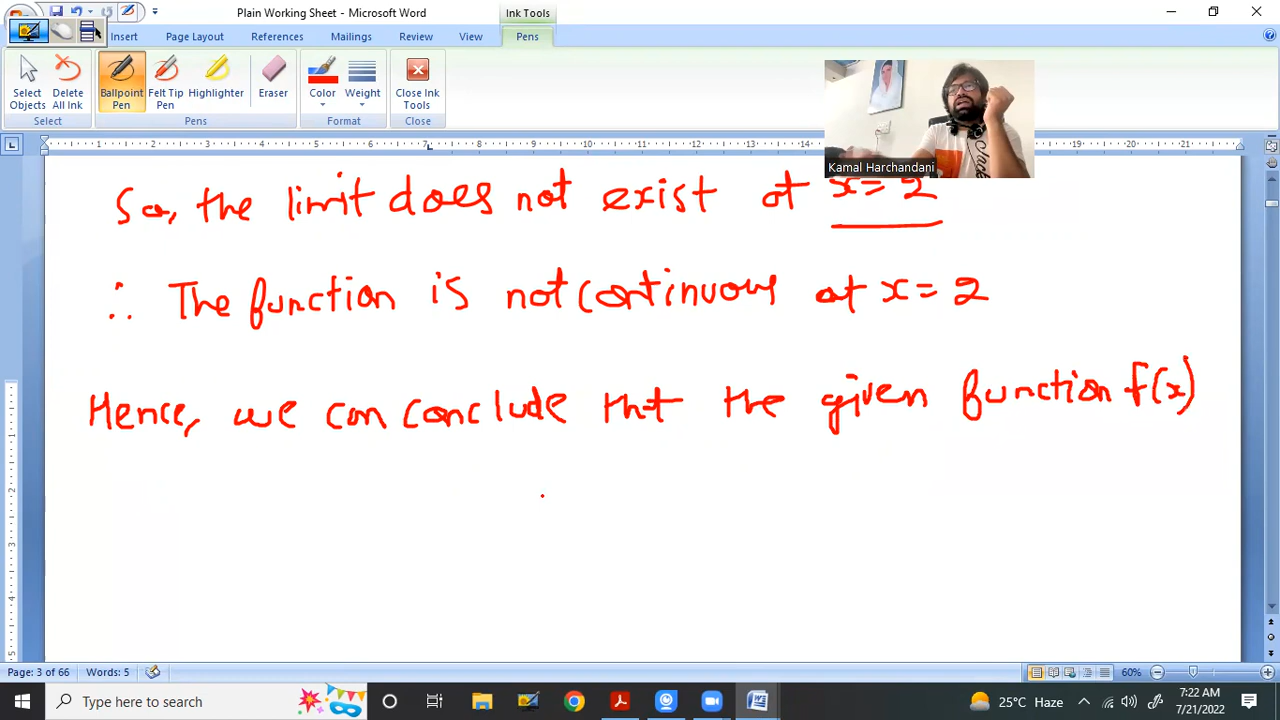 Plain Working Sheet - Microsoft Word
Ink Tools
Insert Page Layout References Mailings Review View Pens
Select Objects
Delete All Ink
Ballpoint Pen
Felt Tip Pen
Highlighter
Eraser
Color
Weight
Close Ink Tools
Select Pens Format Close
Kamal Harchandani
So, the limit does not exist at x = 2
∴ The function is not continuous at x = 2
Hence, we can conclude tht the given function f(x)
Page: 3 of 66 Words: 5 60%
Type here to search
25°C Haze
7:22 AM
7/21/2022